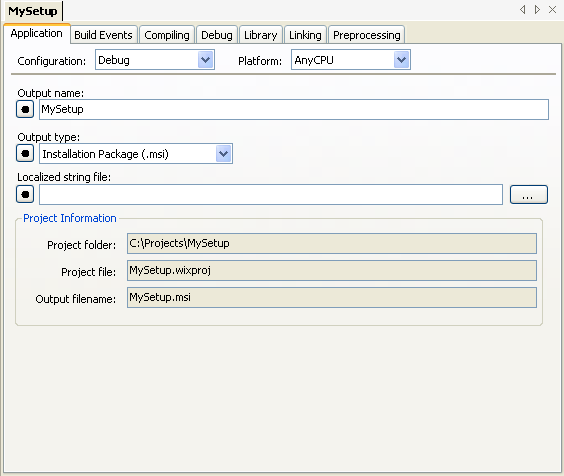 MySetup
Application Build Events Compiling Debug Library Linking Preprocessing
Configuration: Debug Platform: AnyCPU
Output name:
MySetup
Output type:
Installation Package (.msi)
Localized string file:
...
Project Information
Project folder: C:\Projects\MySetup
Project file: MySetup.wixproj
Output filename: MySetup.msi